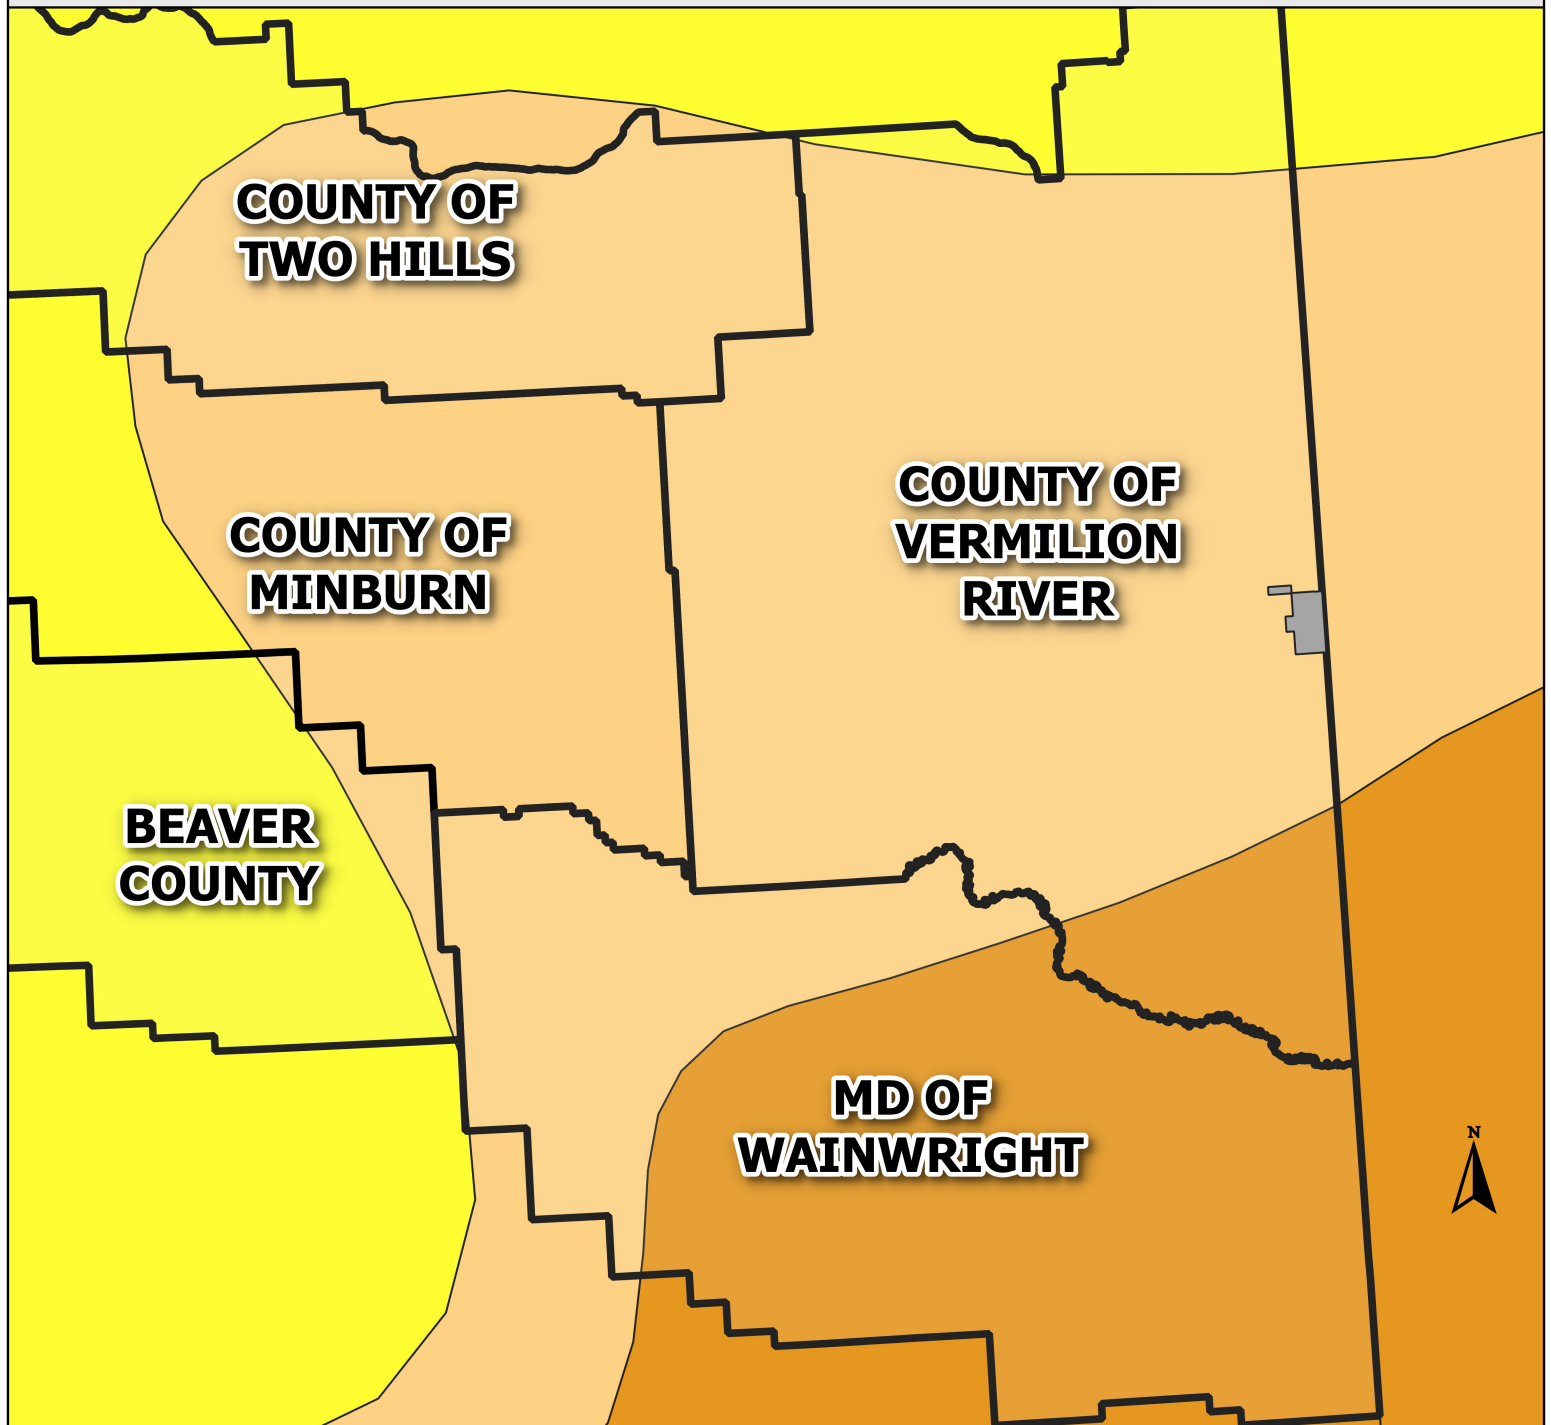 COUNTY OF
TWO HILLS
COUNTY OF
VERMILION
RIVER
COUNTY OF
MINBURN
BEAVER
COUNTY
MD OF
WAINWRIGHT
N